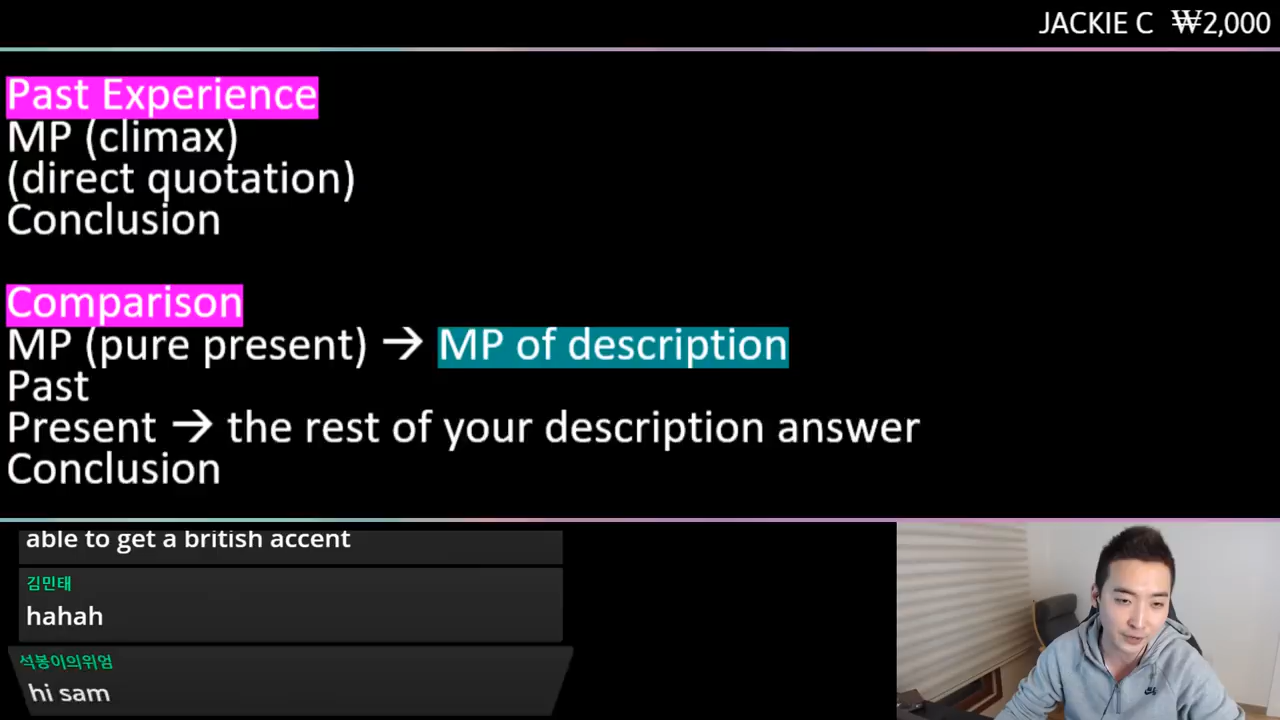 JACKIE C ₩2,000
Past Experience
MP (climax)
(direct quotation)
Conclusion
Comparison
MP (pure present) → MP of description
Past
Present → the rest of your description answer
Conclusion
able to get a british accent
김민태
hahah
석봉이의위엄
hi sam